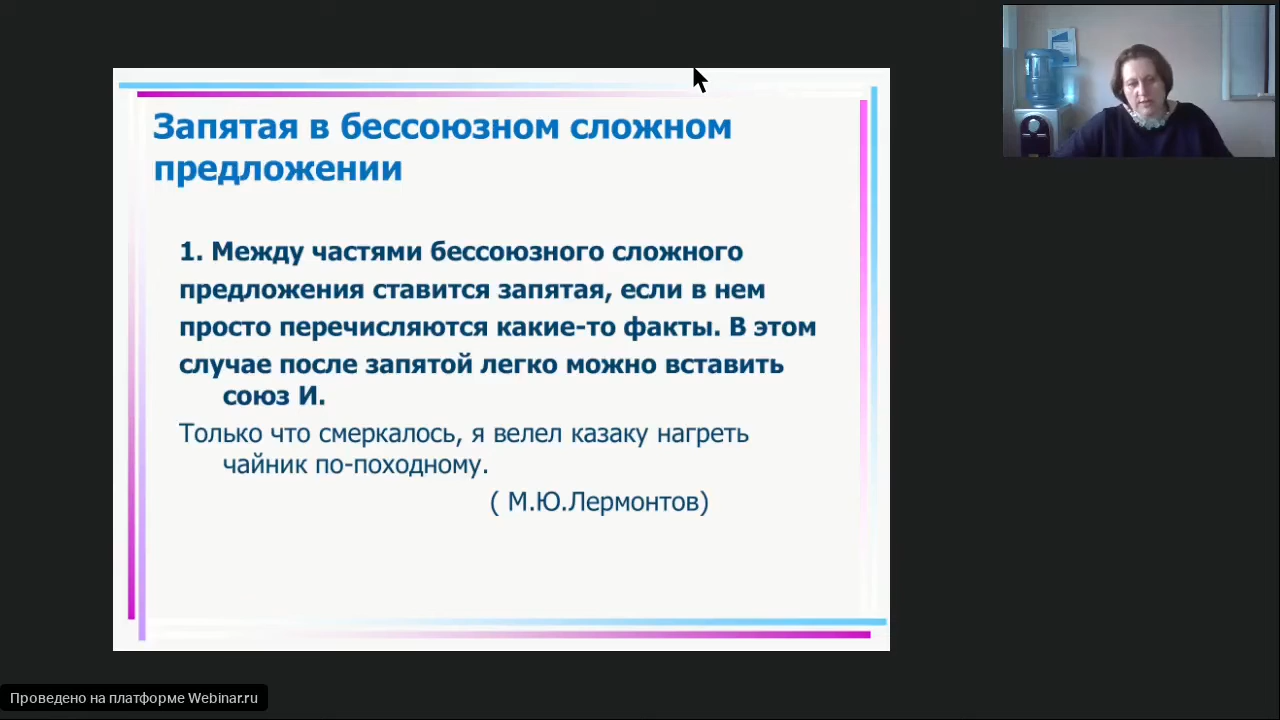 Запятая в бессоюзном сложном
предложении
1. Между частями бессоюзного сложного
предложения ставится запятая, если в нем
просто перечисляются какие-то факты. В этом
случае после запятой легко можно вставить
союз И.
Только что смеркалось, я велел казаку нагреть
чайник по-походному.
( М.Ю.Лермонтов)
Проведено на платформе Webinar.ru